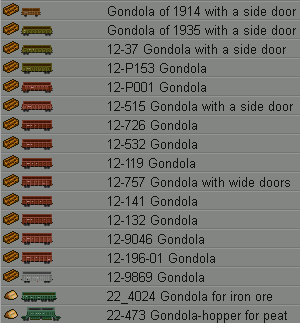 Gondola of 1914 with a side door
Gondola of 1935 with a side door
12-37 Gondola with a side door
12-P153 Gondola
12-P001 Gondola
12-515 Gondola with a side door
12-726 Gondola
12-532 Gondola
12-119 Gondola
12-757 Gondola with wide doors
12-141 Gondola
12-132 Gondola
12-9046 Gondola
12-196-01 Gondola
12-9869 Gondola
22_4024 Gondola for iron ore
22-473 Gondola-hopper for peat